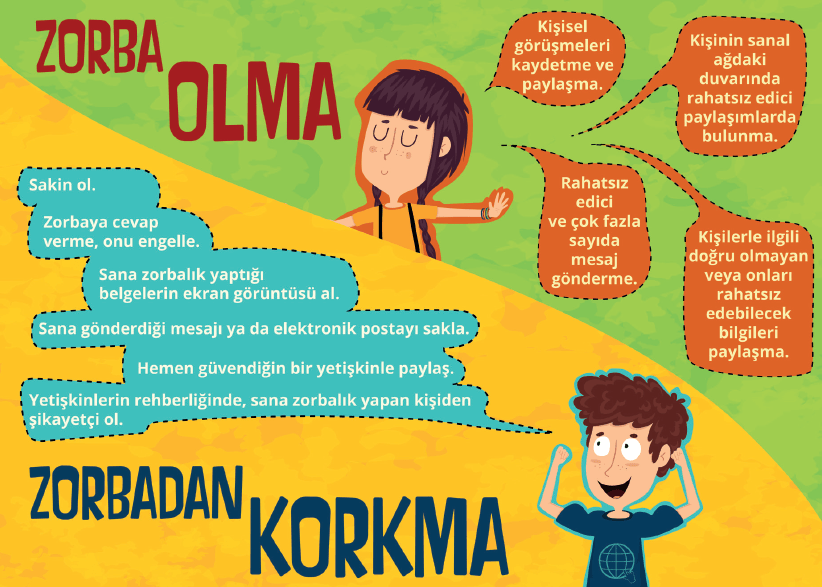 ZORBA
OLMA
Kişisel
görüşmeleri
kaydetme ve
paylaşma.
Kişinin sanal
ağdaki
duvarında
rahatsız edici
paylaşımlarda
bulunma.
Rahatsız
edici
ve çok fazla
sayıda
mesaj
gönderme.
Kişilerle ilgili
doğru olmayan
veya onları
rahatsız
edebilecek
bilgileri
paylaşma.
Sakin ol.
Zorbaya cevap
verme, onu engelle.
Sana zorbalık yaptığı
belgelerin ekran görüntüsü al.
Sana gönderdiği mesajı ya da elektronik postayı sakla.
Hemen güvendiğin bir yetişkinle paylaş.
Yetişkinlerin rehberliğinde, sana zorbalık yapan kişiden
şikayetçi ol.
ZORBADAN
KORKMA